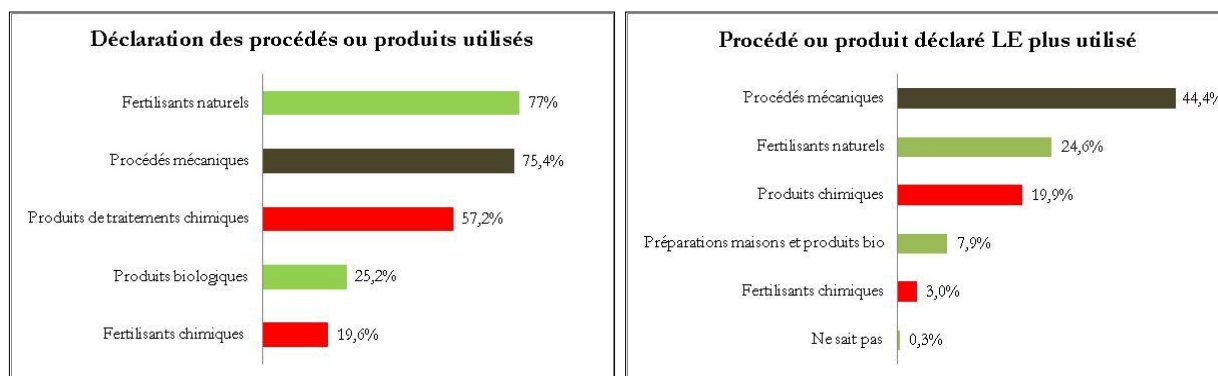 Déclaration des procédés ou produits utilisés
Fertilisants naturels 77%
Procédés mécaniques 75,4%
Produits de traitements chimiques 57,2%
Produits biologiques 25,2%
Fertilisants chimiques 19,6%
Procédé ou produit déclaré LE plus utilisé
Procédés mécaniques 44,4%
Fertilisants naturels 24,6%
Produits chimiques 19,9%
Préparations maisons et produits bio 7,9%
Fertilisants chimiques 3,0%
Ne sait pas 0,3%